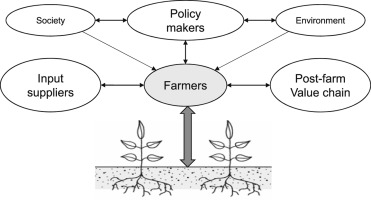 Society
Policy
makers
Environment
Input
suppliers
Farmers
Post-farm
Value chain